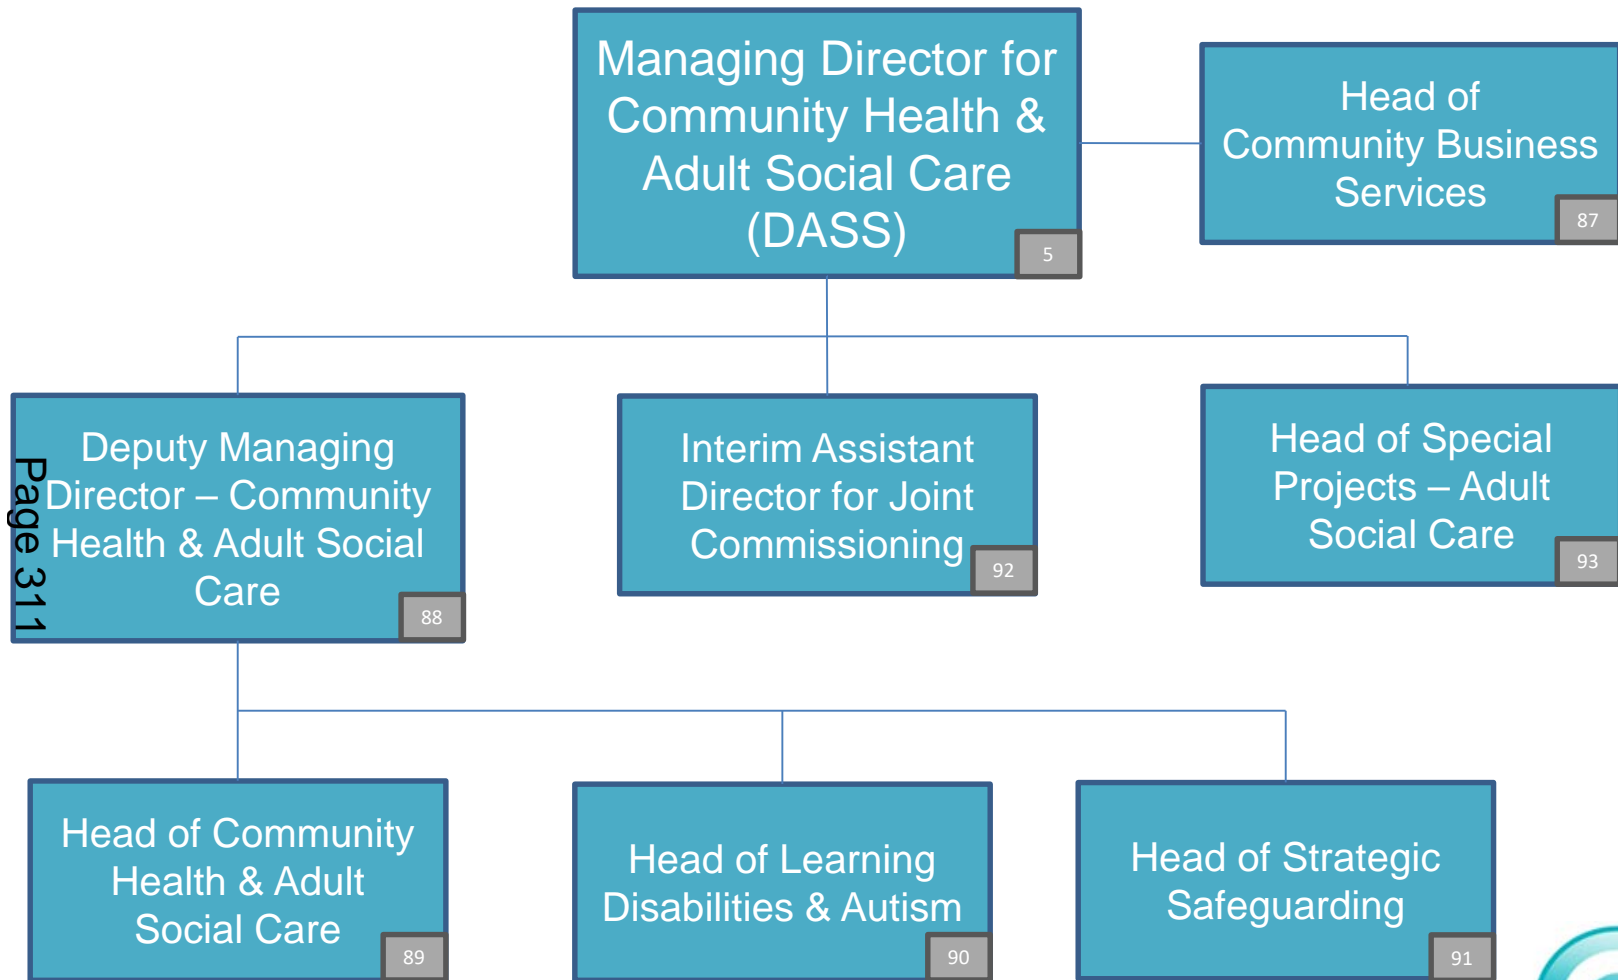 Managing Director for
Community Health &
Adult Social Care
(DASS)
5
Head of
Community Business
Services
87
Deputy Managing
Director – Community
Health & Adult Social
Care
88
Interim Assistant
Director for Joint
Commissioning
92
Head of Special
Projects – Adult
Social Care
93
Page 311
Head of Community
Health & Adult
Social Care
89
Head of Learning
Disabilities & Autism
90
Head of Strategic
Safeguarding
91